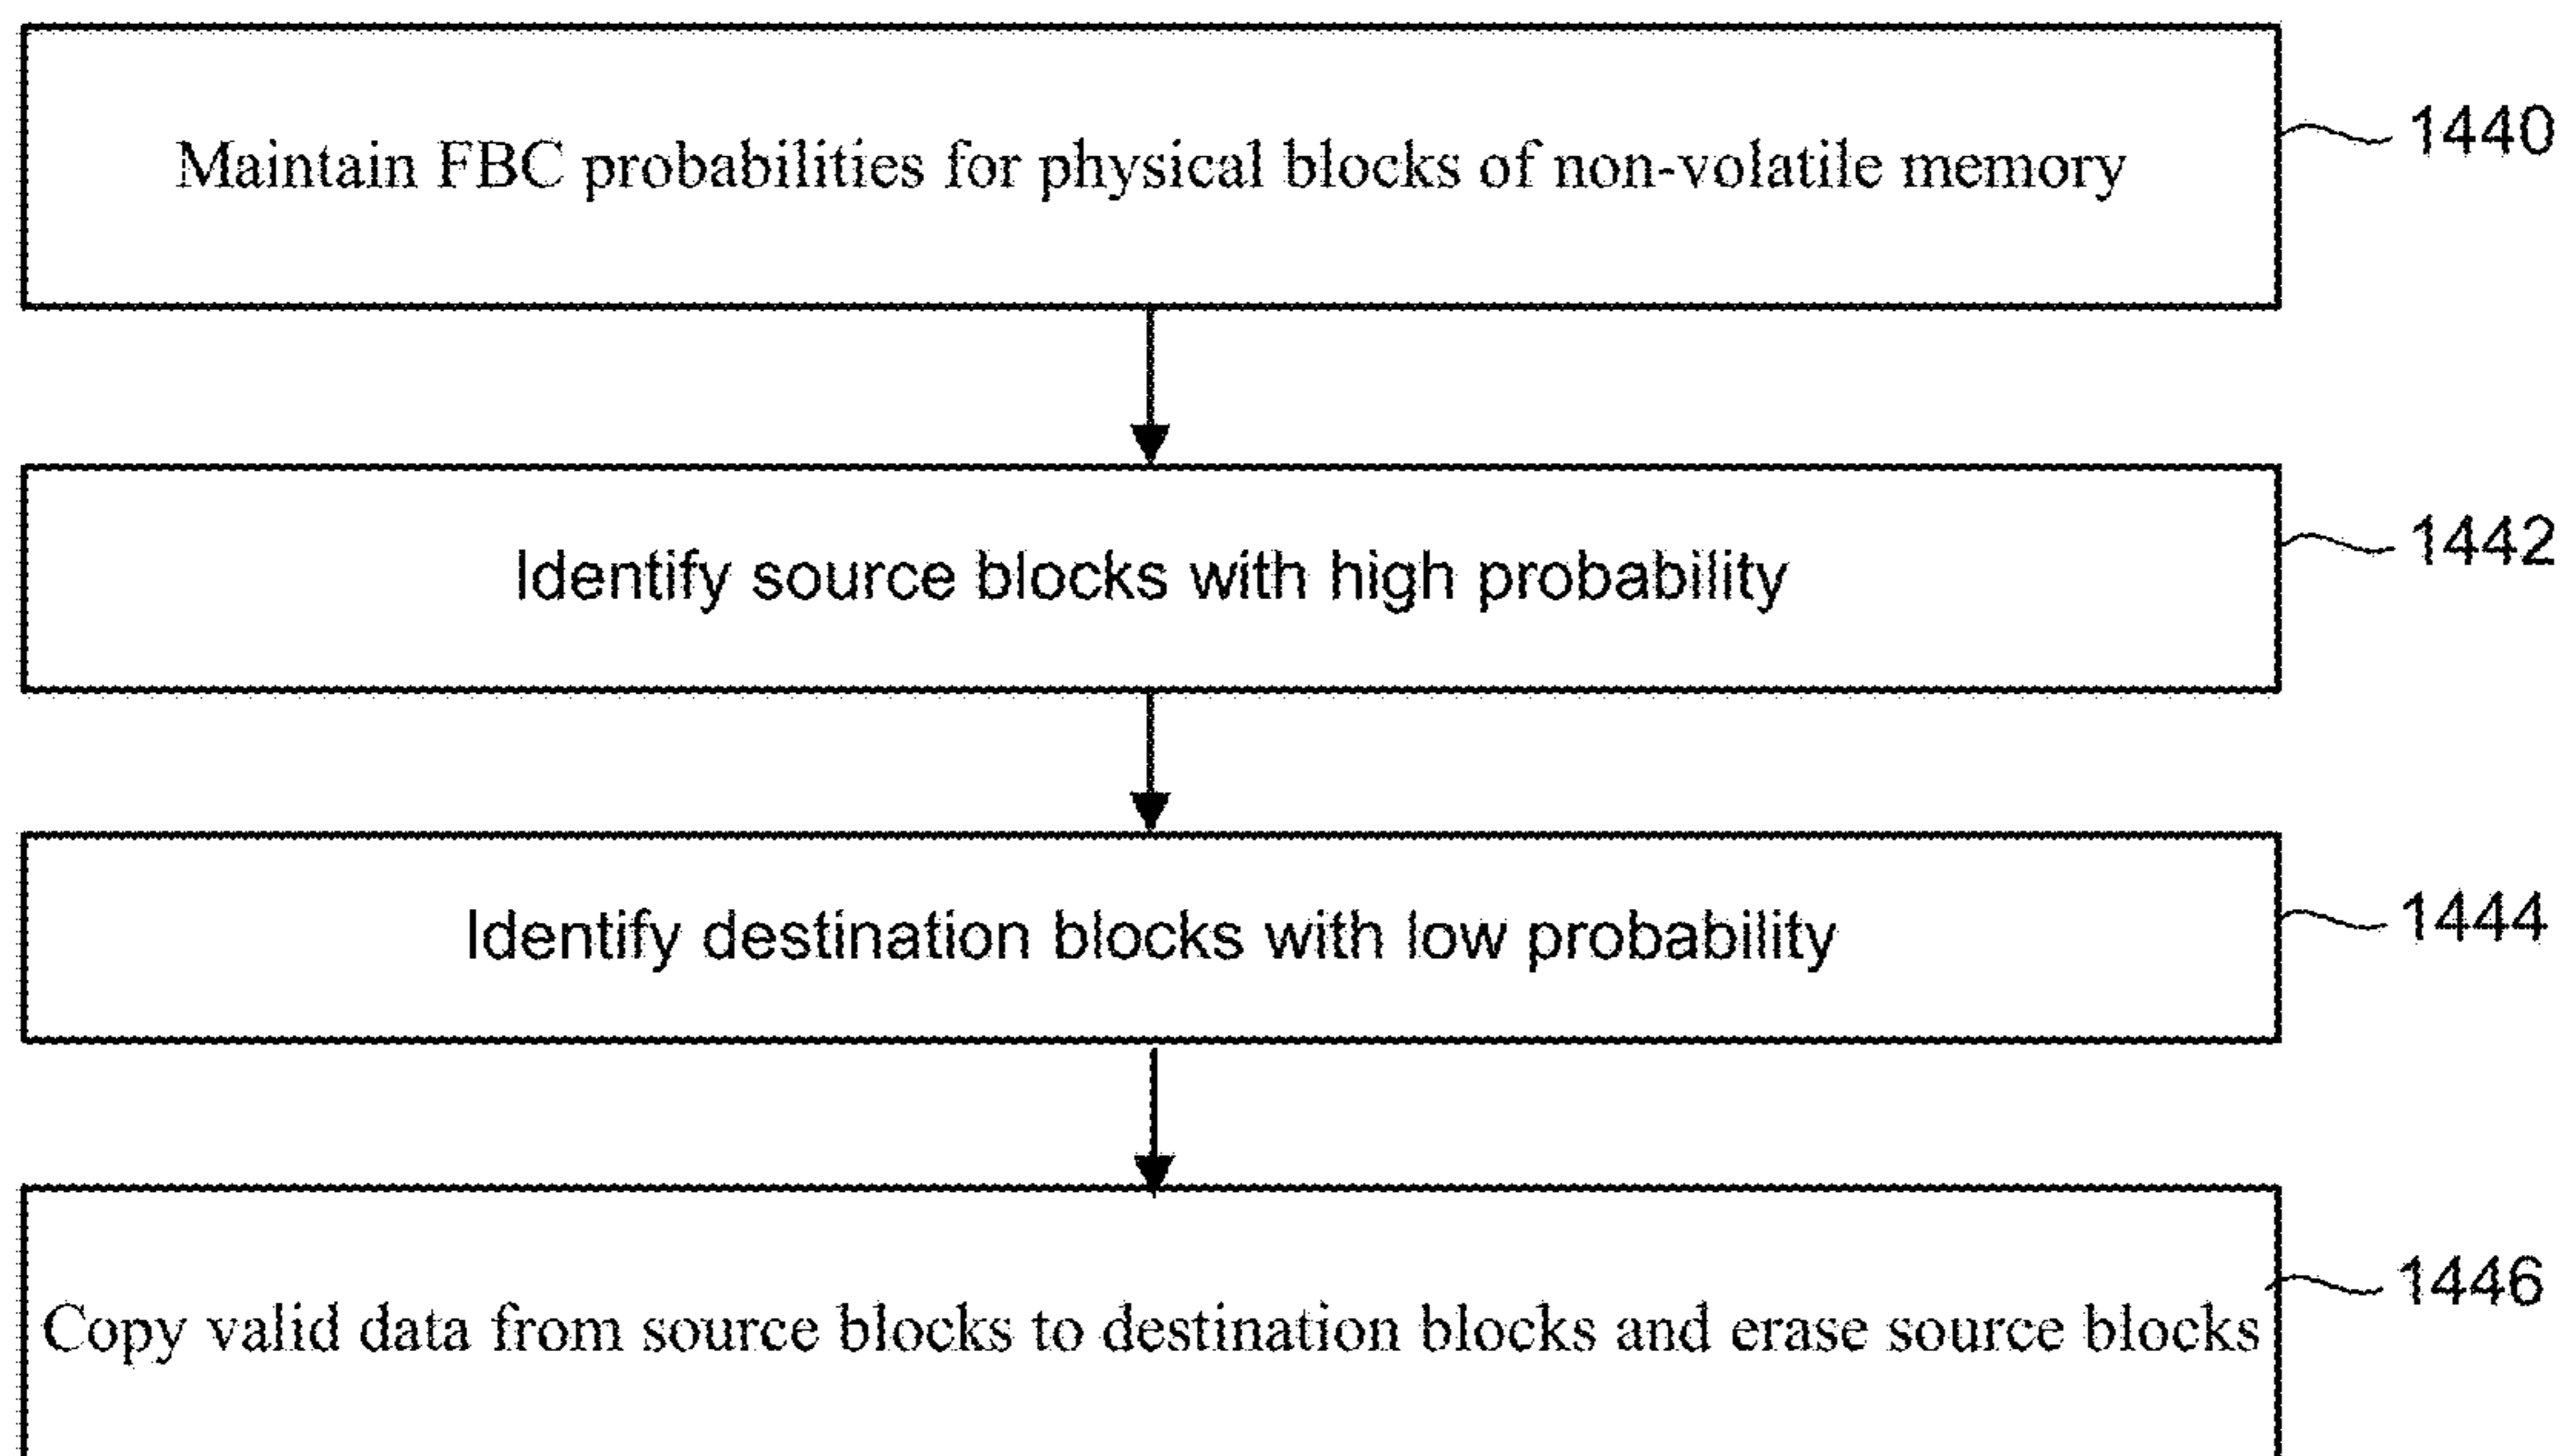 Maintain FBC probabilities for physical blocks of non-volatile memory
1440
Identify source blocks with high probability
1442
Identify destination blocks with low probability
1444
Copy valid data from source blocks to destination blocks and erase source blocks
1446